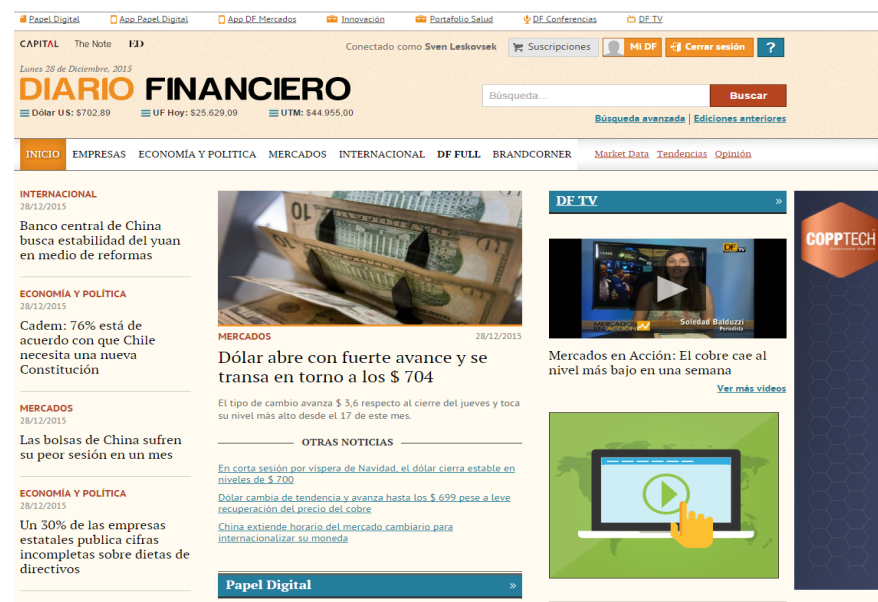 Papel Digital App Papel Digital App DF Mercados Innovación Portafolio Salud DF Conferencias DF TV
CAPITAL The Note ED Conectado como Sven Leskovsek Suscripciones Mi DF Cerrar sesión ?
Lunes 28 de Diciembre, 2015
DIARIO FINANCIERO
Búsqueda... Buscar
Dólar US: $702,89 UF Hoy: $25.629,09 UTM: $44.955,00
Búsqueda avanzada | Ediciones anteriores
INICIO EMPRESAS ECONOMÍA Y POLITICA MERCADOS INTERNACIONAL DF FULL BRANDCORNER Market Data Tendencias Opinión
INTERNACIONAL
28/12/2015
Banco central de China
busca estabilidad del yuan
en medio de reformas
ECONOMÍA Y POLÍTICA
28/12/2015
Cadem: 76% está de
acuerdo con que Chile
necesita una nueva
Constitución
MERCADOS
28/12/2015
Las bolsas de China sufren
su peor sesión en un mes
ECONOMÍA Y POLÍTICA
28/12/2015
Un 30% de las empresas
estatales publica cifras
incompletas sobre dietas de
directivos
10
MERCADOS 28/12/2015
Dólar abre con fuerte avance y se
transa en torno a los $ 704
El tipo de cambio avanza $ 3,6 respecto al cierre del jueves y toca
su nivel más alto desde el 17 de este mes.
OTRAS NOTICIAS
En corta sesión por víspera de Navidad, el dólar cierra estable en
niveles de $ 700
Dólar cambia de tendencia y avanza hasta los $ 699 pese a leve
recuperación del precio del cobre
China extiende horario del mercado cambiario para
internacionalizar su moneda
Papel Digital »
DF TV »
DF TV
MERCADOS
EN ACCIÓN
Soledad Balduzzi
Periodista
Mercados en Acción: El cobre cae al
nivel más bajo en una semana
Ver más videos
COPPTECH